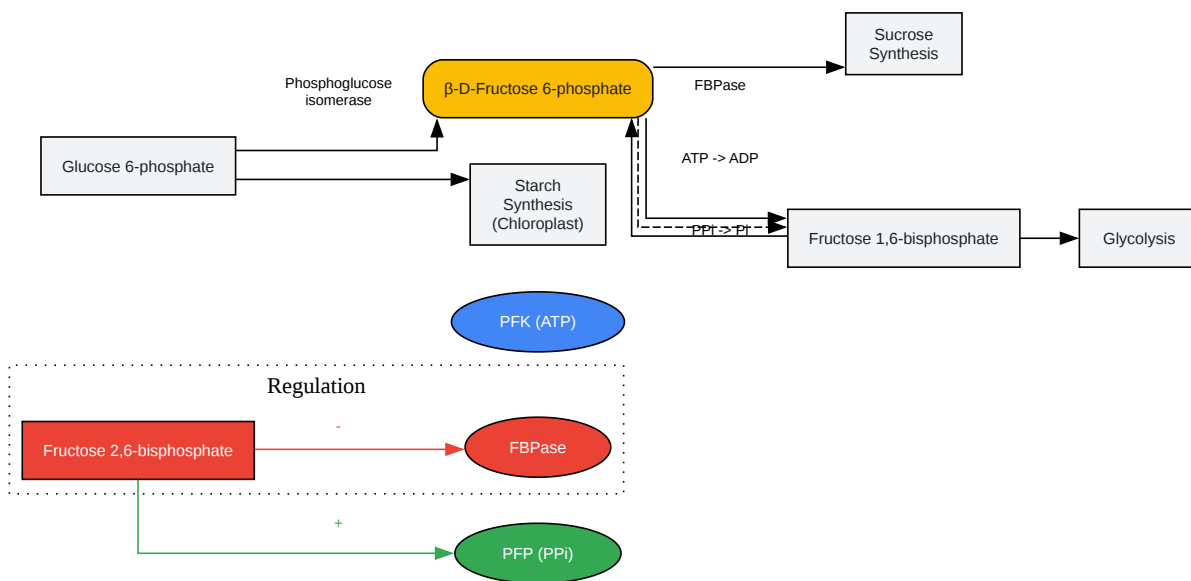 Sucrose
Synthesis
Phosphoglucose
isomerase
β-D-Fructose 6-phosphate
FBPase
Glucose 6-phosphate
ATP -> ADP
Starch
Synthesis
(Chloroplast)
PPi -> Pi
Fructose 1,6-bisphosphate
Glycolysis
PFK (ATP)
Regulation
Fructose 2,6-bisphosphate
-
FBPase
+
PFP (PPi)